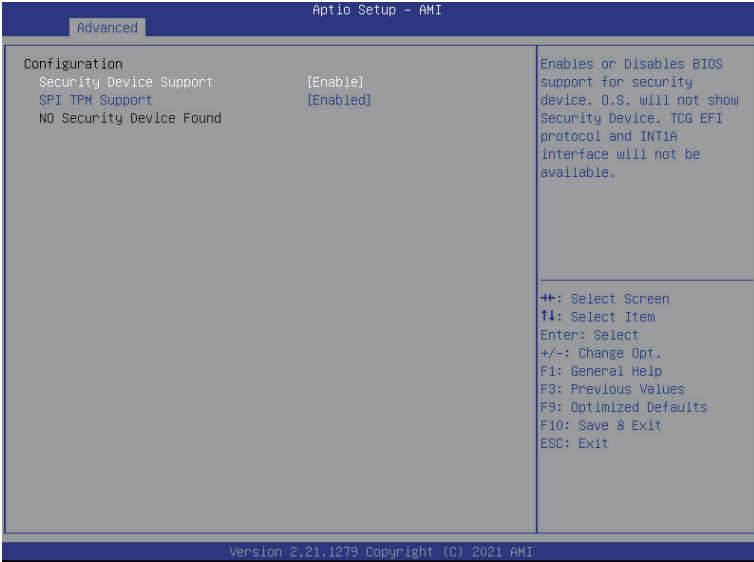 Aptio Setup – AMI
Advanced
Configuration
Security Device Support [Enable]
SPI TPM Support [Enabled]
NO Security Device Found
Enables or Disables BIOS
support for security
device. O.S. will not show
Security Device. TCG EFI
protocol and INT1A
interface will not be
available.
→←: Select Screen
↑↓: Select Item
Enter: Select
+/-: Change Opt.
F1: General Help
F3: Previous Values
F9: Optimized Defaults
F10: Save & Exit
ESC: Exit
Version 2.21.1279 Copyright (C) 2021 AMI